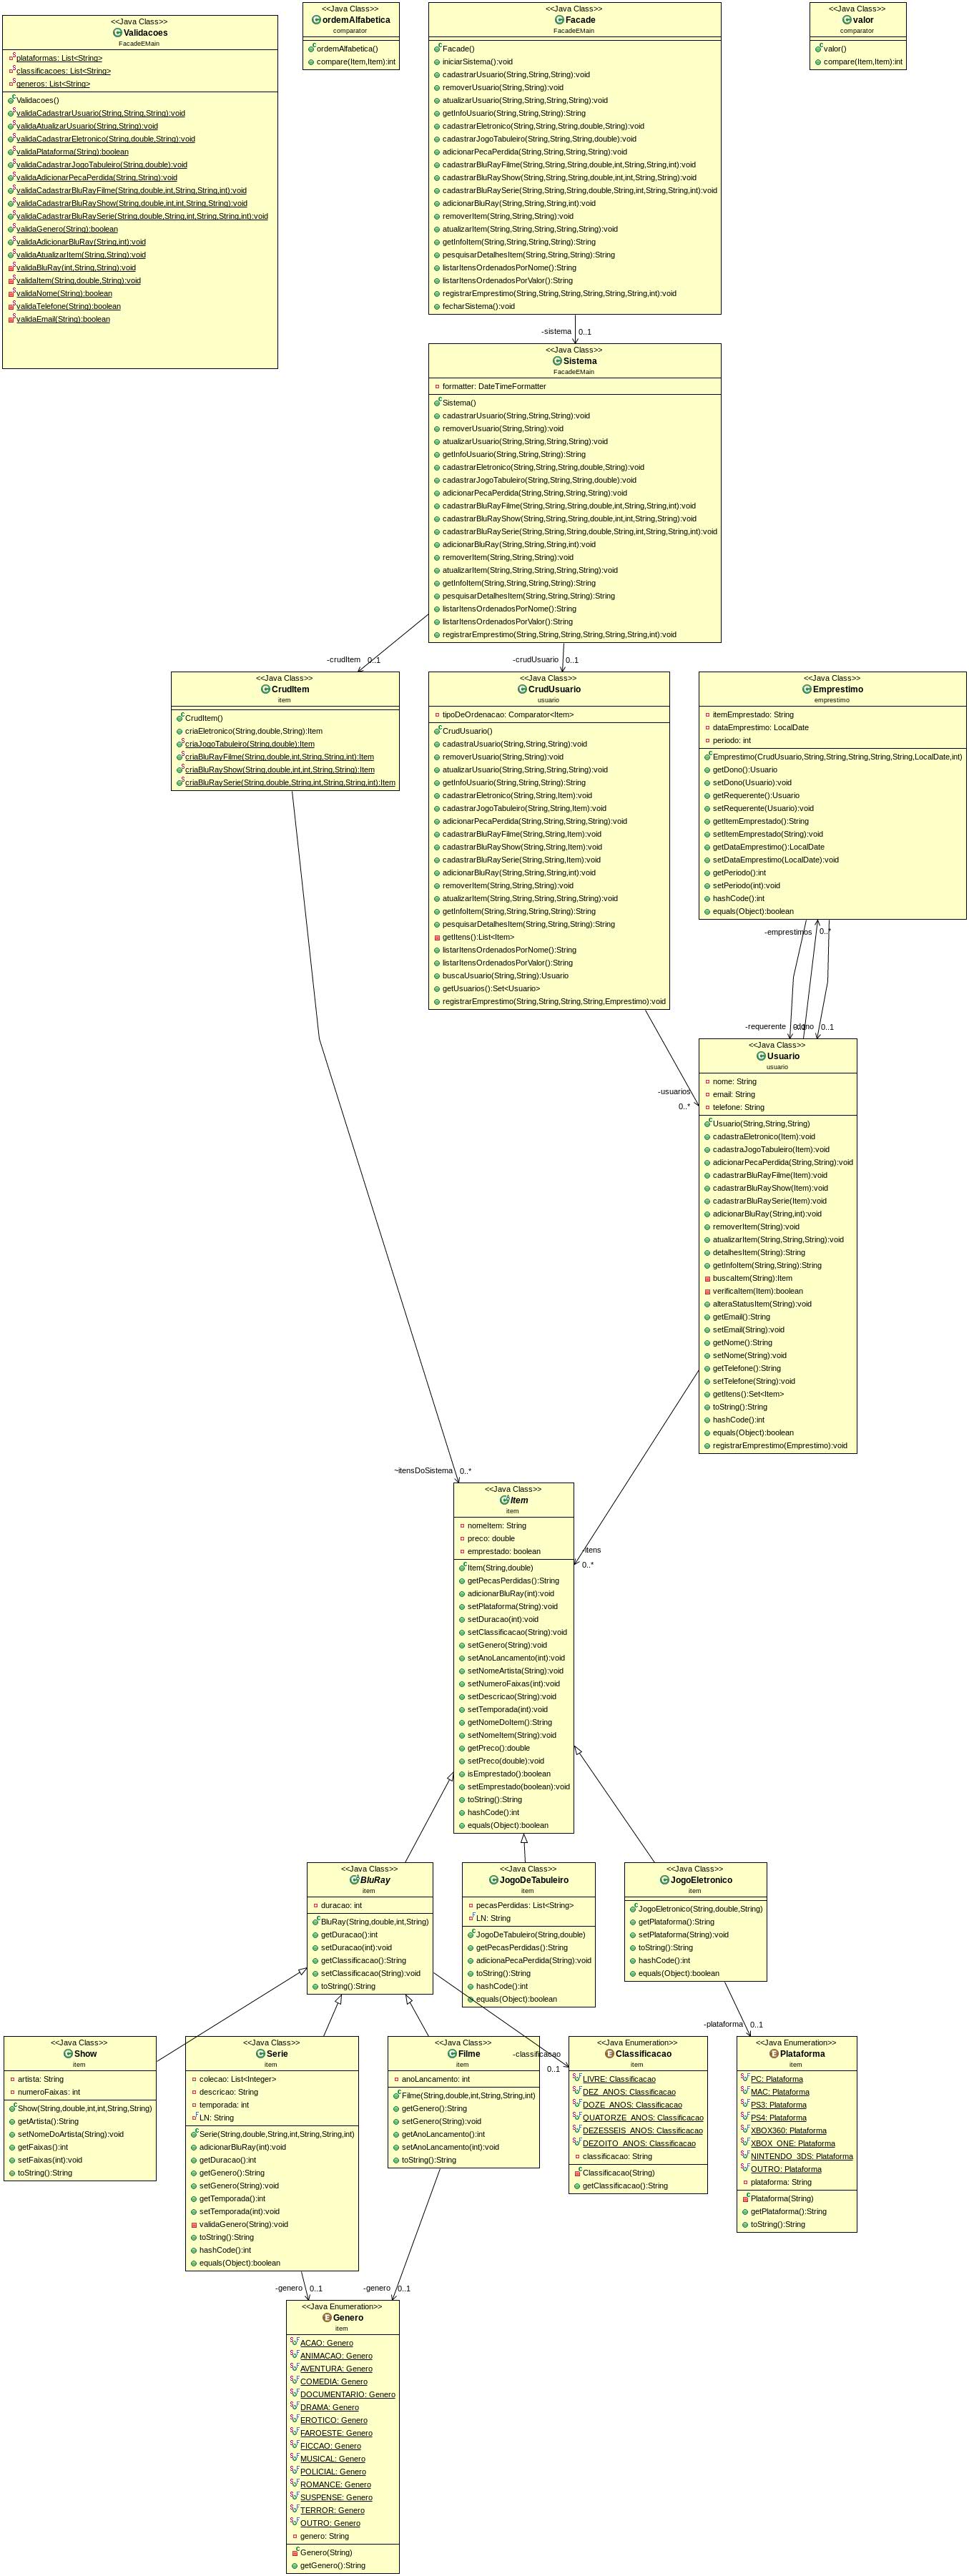 <<Java Class>>
Validacoes
FacadeEMain
plataformas: List<String>
classificacoes: List<String>
generos: List<String>
Validacoes()
validaCadastrarUsuario(String,String,String):void
validaAtualizarUsuario(String,String):void
validaCadastrarEletronico(String,double,String):void
validaPlataforma(String):boolean
validaCadastrarJogoTabuleiro(String,double):void
validaAdicionarPecaPerdida(String,String):void
validaCadastrarBluRayFilme(String,double,int,String,String,int):void
validaCadastrarBluRayShow(String,double,int,int,String,String):void
validaCadastrarBluRaySerie(String,double,String,int,String,String,int):void
validaGenero(String):boolean
validaAdicionarBluRay(String,int):void
validaAtualizarItem(String,String):void
validaBluRay(int,String,String):void
validaItem(String,double,String):void
validaNome(String):boolean
validaTelefone(String):boolean
validaEmail(String):boolean
<<Java Class>>
ordemAlfabetica
comparator
ordemAlfabetica()
compare(Item,Item):int
<<Java Class>>
Facade
FacadeEMain
Facade()
iniciarSistema():void
cadastrarUsuario(String,String,String):void
removerUsuario(String,String):void
atualizarUsuario(String,String,String,String):void
getInfoUsuario(String,String,String):String
cadastrarEletronico(String,String,String,double,String):void
cadastrarJogoTabuleiro(String,String,String,double):void
adicionarPecaPerdida(String,String,String,String):void
cadastrarBluRayFilme(String,String,String,double,int,String,String,int):void
cadastrarBluRayShow(String,String,String,double,int,int,String,String):void
cadastrarBluRaySerie(String,String,String,double,String,int,String,String,int):void
adicionarBluRay(String,String,String,int):void
removerItem(String,String,String):void
atualizarItem(String,String,String,String,String):void
getInfoItem(String,String,String,String):String
pesquisarDetalhesItem(String,String,String):String
listarItensOrdenadosPorNome():String
listarItensOrdenadosPorValor():String
registrarEmprestimo(String,String,String,String,String,String,int):void
fecharSistema():void
<<Java Class>>
valor
comparator
valor()
compare(Item,Item):int
-sistema 0..1
<<Java Class>>
Sistema
FacadeEMain
formatter: DateTimeFormatter
Sistema()
cadastrarUsuario(String,String,String):void
removerUsuario(String,String):void
atualizarUsuario(String,String,String,String):void
getInfoUsuario(String,String,String):String
cadastrarEletronico(String,String,String,double,String):void
cadastrarJogoTabuleiro(String,String,String,double):void
adicionarPecaPerdida(String,String,String,String):void
cadastrarBluRayFilme(String,String,String,double,int,String,String,int):void
cadastrarBluRayShow(String,String,String,double,int,int,String,String):void
cadastrarBluRaySerie(String,String,String,double,String,int,String,String,int):void
adicionarBluRay(String,String,String,int):void
removerItem(String,String,String):void
atualizarItem(String,String,String,String,String):void
getInfoItem(String,String,String,String):String
pesquisarDetalhesItem(String,String,String):String
listarItensOrdenadosPorNome():String
listarItensOrdenadosPorValor():String
registrarEmprestimo(String,String,String,String,String,String,int):void
-crudItem 0..1
-crudUsuario 0..1
<<Java Class>>
CrudItem
item
CrudItem()
criaEletronico(String,double,String):Item
criaJogoTabuleiro(String,double):Item
criaBluRayFilme(String,double,int,String,String,int):Item
criaBluRayShow(String,double,int,int,String,String):Item
criaBluRaySerie(String,double,String,int,String,String,int):Item
<<Java Class>>
CrudUsuario
usuario
tipoDeOrdenacao: Comparator<Item>
CrudUsuario()
cadastraUsuario(String,String,String):void
removerUsuario(String,String):void
atualizarUsuario(String,String,String,String):void
getInfoUsuario(String,String,String):String
cadastrarEletronico(String,String,Item):void
cadastrarJogoTabuleiro(String,String,Item):void
adicionarPecaPerdida(String,String,String,String):void
cadastrarBluRayFilme(String,String,Item):void
cadastrarBluRayShow(String,String,Item):void
cadastrarBluRaySerie(String,String,Item):void
adicionarBluRay(String,String,String,int):void
removerItem(String,String,String):void
atualizarItem(String,String,String,String,String):void
getInfoItem(String,String,String,String):String
pesquisarDetalhesItem(String,String,String):String
getItens():List<Item>
listarItensOrdenadosPorNome():String
listarItensOrdenadosPorValor():String
buscaUsuario(String,String):Usuario
getUsuarios():Set<Usuario>
registrarEmprestimo(String,String,String,String,Emprestimo):void
<<Java Class>>
Emprestimo
emprestimo
itemEmprestado: String
dataEmprestimo: LocalDate
periodo: int
Emprestimo(CrudUsuario,String,String,String,String,String,LocalDate,int)
getDono():Usuario
setDono(Usuario):void
getRequerente():Usuario
setRequerente(Usuario):void
getItemEmprestado():String
setItemEmprestado(String):void
getDataEmprestimo():LocalDate
setDataEmprestimo(LocalDate):void
getPeriodo():int
setPeriodo(int):void
hashCode():int
equals(Object):boolean
-emprestimos 0..*
-requerente 0..1 -dono 0..1
-usuarios
0..*
<<Java Class>>
Usuario
usuario
nome: String
email: String
telefone: String
Usuario(String,String,String)
cadastraEletronico(Item):void
cadastraJogoTabuleiro(Item):void
adicionarPecaPerdida(String,String):void
cadastrarBluRayFilme(Item):void
cadastrarBluRayShow(Item):void
cadastrarBluRaySerie(Item):void
adicionarBluRay(String,int):void
removerItem(String):void
atualizarItem(String,String,String):void
detalhesItem(String):String
getInfoItem(String,String):String
buscaItem(String):Item
verificaItem(Item):boolean
alteraStatusItem(String):void
getEmail():String
setEmail(String):void
getNome():String
setNome(String):void
getTelefone():String
setTelefone(String):void
getItens():Set<Item>
toString():String
hashCode():int
equals(Object):boolean
registrarEmprestimo(Emprestimo):void
~itensDoSistema 0..*
-itens
0..*
<<Java Class>>
Item
item
nomeItem: String
preco: double
emprestado: boolean
Item(String,double)
getPecasPerdidas():String
adicionarBluRay(int):void
setPlataforma(String):void
setDuracao(int):void
setClassificacao(String):void
setGenero(String):void
setAnoLancamento(int):void
setNomeArtista(String):void
setNumeroFaixas(int):void
setDescricao(String):void
setTemporada(int):void
getNomeDoItem():String
setNomeItem(String):void
getPreco():double
setPreco(double):void
isEmprestado():boolean
setEmprestado(boolean):void
toString():String
hashCode():int
equals(Object):boolean
<<Java Class>>
BluRay
item
duracao: int
BluRay(String,double,int,String)
getDuracao():int
setDuracao(int):void
getClassificacao():String
setClassificacao(String):void
toString():String
<<Java Class>>
JogoDeTabuleiro
item
pecasPerdidas: List<String>
LN: String
JogoDeTabuleiro(String,double)
getPecasPerdidas():String
adicionaPecaPerdida(String):void
toString():String
hashCode():int
equals(Object):boolean
<<Java Class>>
JogoEletronico
item
JogoEletronico(String,double,String)
getPlataforma():String
setPlataforma(String):void
toString():String
hashCode():int
equals(Object):boolean
-plataforma 0..1
-classificacao
0..1
<<Java Class>>
Show
item
artista: String
numeroFaixas: int
Show(String,double,int,int,String,String)
getArtista():String
setNomeDoArtista(String):void
getFaixas():int
setFaixas(int):void
toString():String
<<Java Class>>
Serie
item
colecao: List<Integer>
descricao: String
temporada: int
LN: String
Serie(String,double,String,int,String,String,int)
adicionarBluRay(int):void
getDuracao():int
getGenero():String
setGenero(String):void
getTemporada():int
setTemporada(int):void
validaGenero(String):void
toString():String
hashCode():int
equals(Object):boolean
<<Java Class>>
Filme
item
anoLancamento: int
Filme(String,double,int,String,String,int)
getGenero():String
setGenero(String):void
getAnoLancamento():int
setAnoLancamento(int):void
toString():String
<<Java Enumeration>>
Classificacao
item
LIVRE: Classificacao
DEZ_ANOS: Classificacao
DOZE_ANOS: Classificacao
QUATORZE_ANOS: Classificacao
DEZESSEIS_ANOS: Classificacao
DEZOITO_ANOS: Classificacao
classificacao: String
Classificacao(String)
getClassificacao():String
<<Java Enumeration>>
Plataforma
item
PC: Plataforma
MAC: Plataforma
PS3: Plataforma
PS4: Plataforma
XBOX360: Plataforma
XBOX_ONE: Plataforma
NINTENDO_3DS: Plataforma
OUTRO: Plataforma
plataforma: String
Plataforma(String)
getPlataforma():String
toString():String
-genero 0..1
-genero 0..1
<<Java Enumeration>>
Genero
item
ACAO: Genero
ANIMACAO: Genero
AVENTURA: Genero
COMEDIA: Genero
DOCUMENTARIO: Genero
DRAMA: Genero
EROTICO: Genero
FAROESTE: Genero
FICCAO: Genero
MUSICAL: Genero
POLICIAL: Genero
ROMANCE: Genero
SUSPENSE: Genero
TERROR: Genero
OUTRO: Genero
genero: String
Genero(String)
getGenero():String